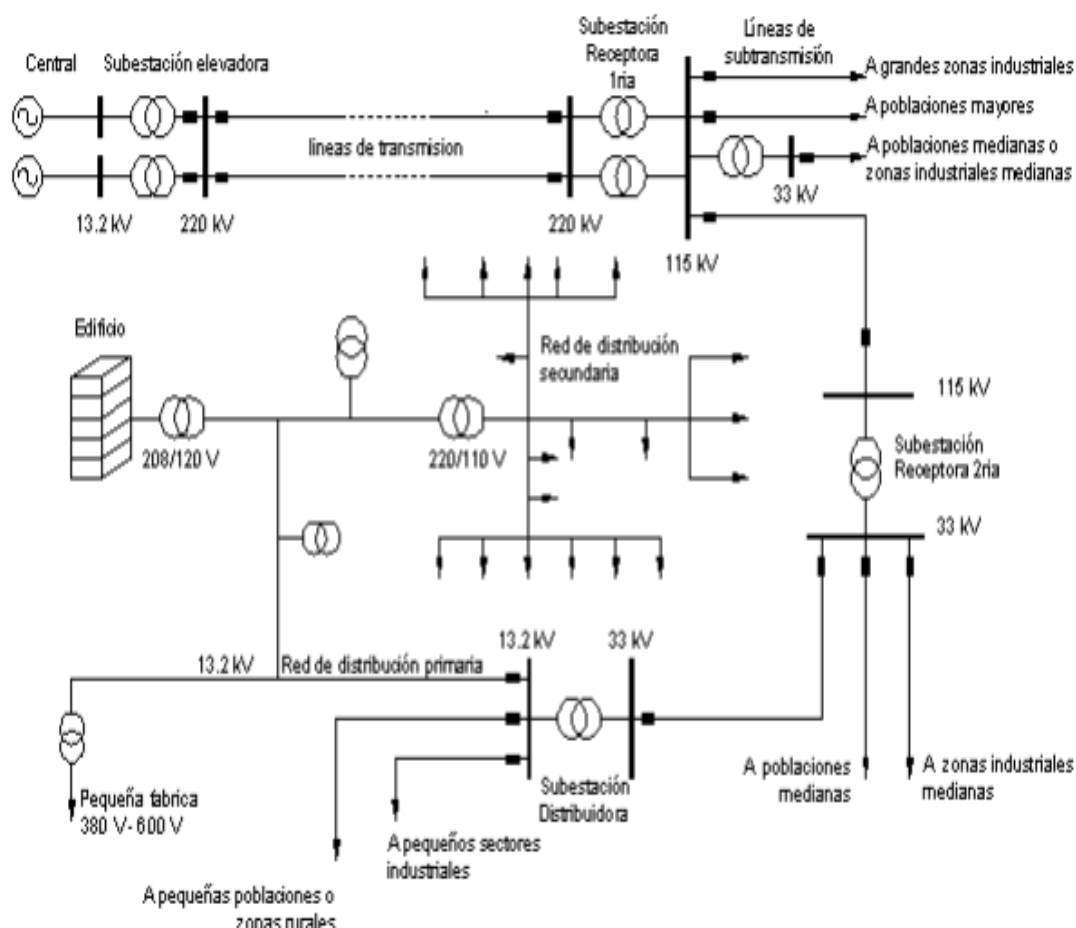 Central
Subestación elevadora
Subestación
Receptora
1ria
Líneas de
subtransmisión
A grandes zonas industriales
A poblaciones mayores
A poblaciones medianas o
zonas industriales medianas
lineas de transmision
13.2 kV
220 kV
220 kV
33 kV
115 kV
Edificio
Red de distribución
secundaria
115 kV
208/120 V
220/110 V
Subestación
Receptora 2ria
33 kV
13.2 kV
33 kV
13.2 kV
Red de distribución primaria
Pequeña fabrica
380 V- 600 V
Subestación
Distribuidora
A poblaciones
medianas
A zonas industriales
medianas
A pequeños sectores
industriales
A pequeñas poblaciones o
zonas rurales